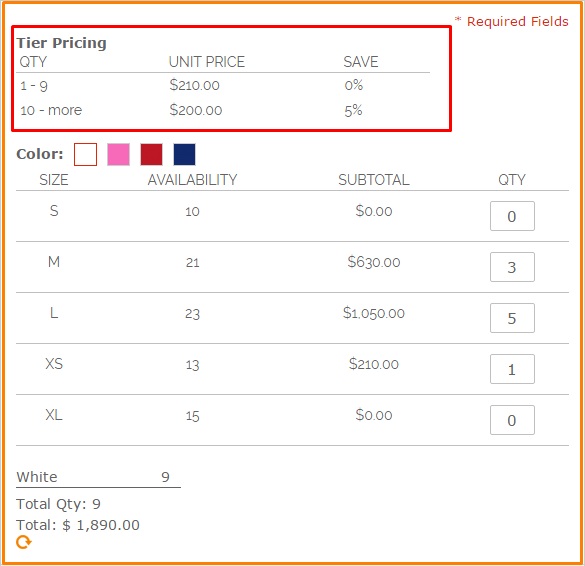 * Required Fields
Tier Pricing
QTY UNIT PRICE SAVE
1 - 9 $210.00 0%
10 - more $200.00 5%
Color:
SIZE AVAILABILITY SUBTOTAL QTY
S 10 $0.00 0
M 21 $630.00 3
L 23 $1,050.00 5
XS 13 $210.00 1
XL 15 $0.00 0
White 9
Total Qty: 9
Total: $ 1,890.00